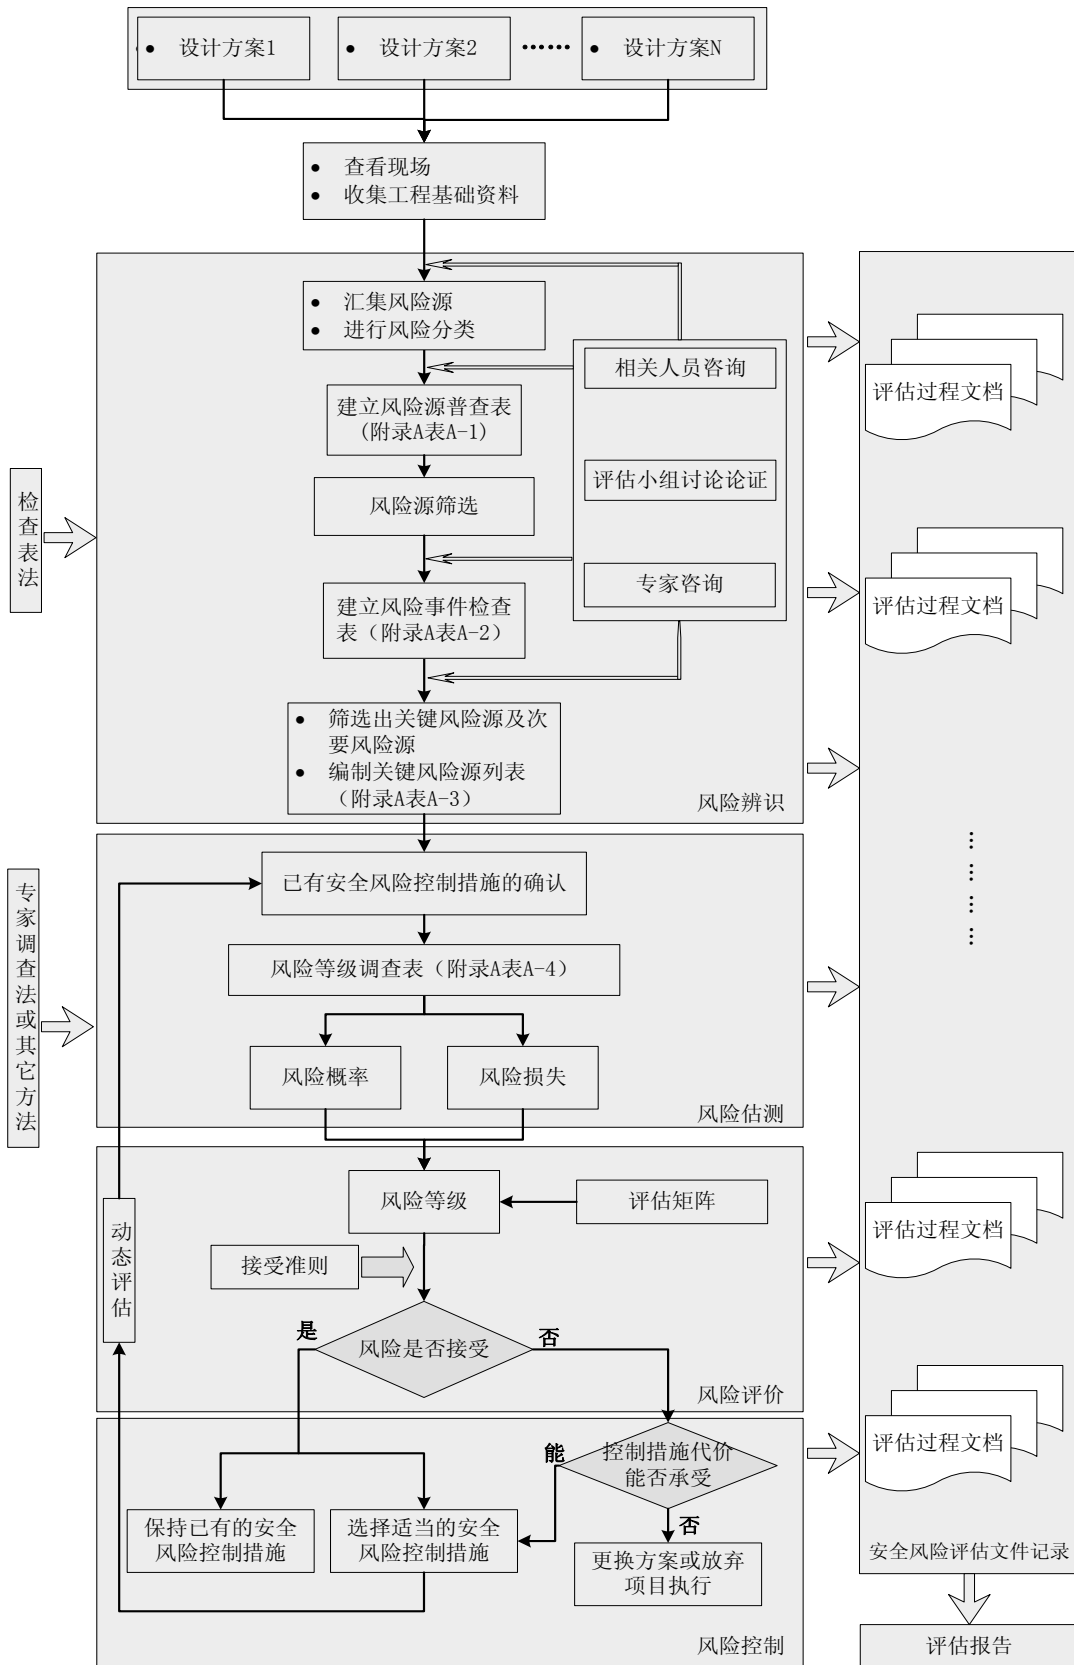 设计方案1
设计方案2
……
设计方案N
查看现场
收集工程基础资料
汇集风险源
进行风险分类
相关人员咨询
建立风险源普查表
(附录A表A-1)
评估小组讨论论证
风险源筛选
专家咨询
建立风险事件检查
表（附录A表A-2）
筛选出关键风险源及次
要风险源
编制关键风险源列表
（附录A表A-3）
风险辨识
检查表法
已有安全风险控制措施的确认
风险等级调查表（附录A表A-4）
风险概率
风险损失
风险估测
专家调查法或其它方法
风险等级
评估矩阵
接受准则
动态评估
是
风险是否接受
否
风险评价
能
控制措施代价
能否承受
否
保持已有的安全
风险控制措施
选择适当的安全
风险控制措施
更换方案或放弃
项目执行
风险控制
评估过程文档
评估过程文档
……
评估过程文档
评估过程文档
安全风险评估文件记录
评估报告